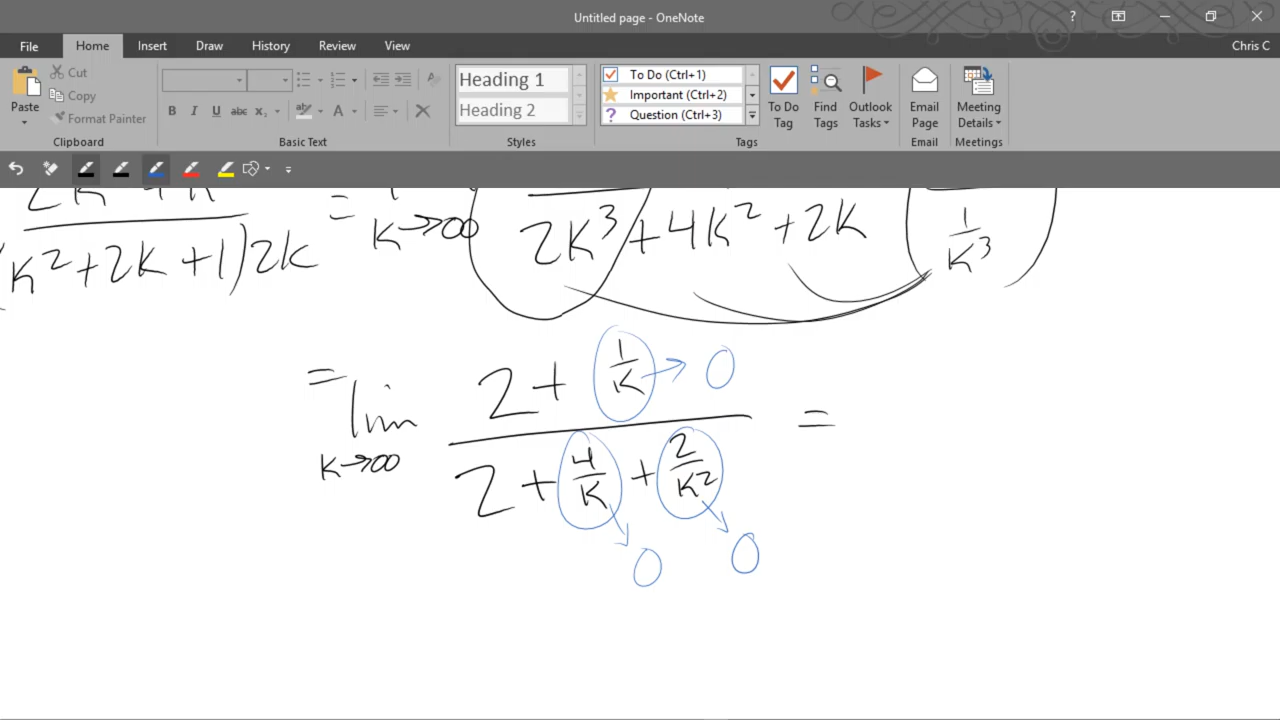 Untitled page - OneNote
?
File Home Insert Draw History Review View
Chris C
Paste
Cut
Copy
Format Painter
Clipboard
B I U abc x₂ ab A
Basic Text
Heading 1
Heading 2
Styles
To Do (Ctrl+1)
Important (Ctrl+2)
? Question (Ctrl+3)
To Do Tag
Find Tags
Outlook Tasks
Tags
Email Page
Email
Meeting Details
Meetings
=
k→∞
(k²+2k+1)2k
2k³+4k²+2k
1/k³
= lim k→∞
2 + 1/k → 0
2 + 4/k + 2/k²
=
0 0